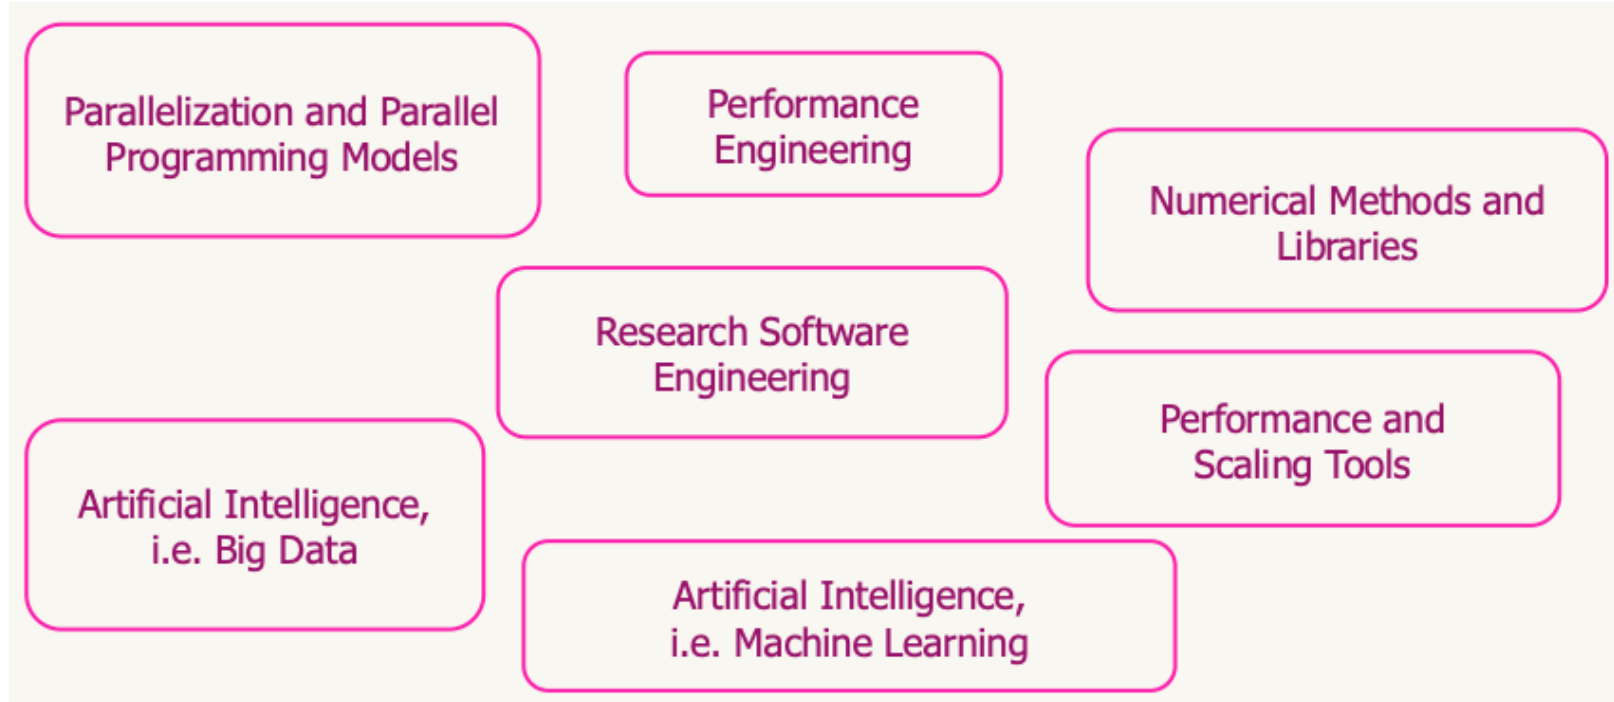 Parallelization and Parallel
Programming Models
Performance
Engineering
Numerical Methods and
Libraries
Research Software
Engineering
Performance and
Scaling Tools
Artificial Intelligence,
i.e. Big Data
Artificial Intelligence,
i.e. Machine Learning